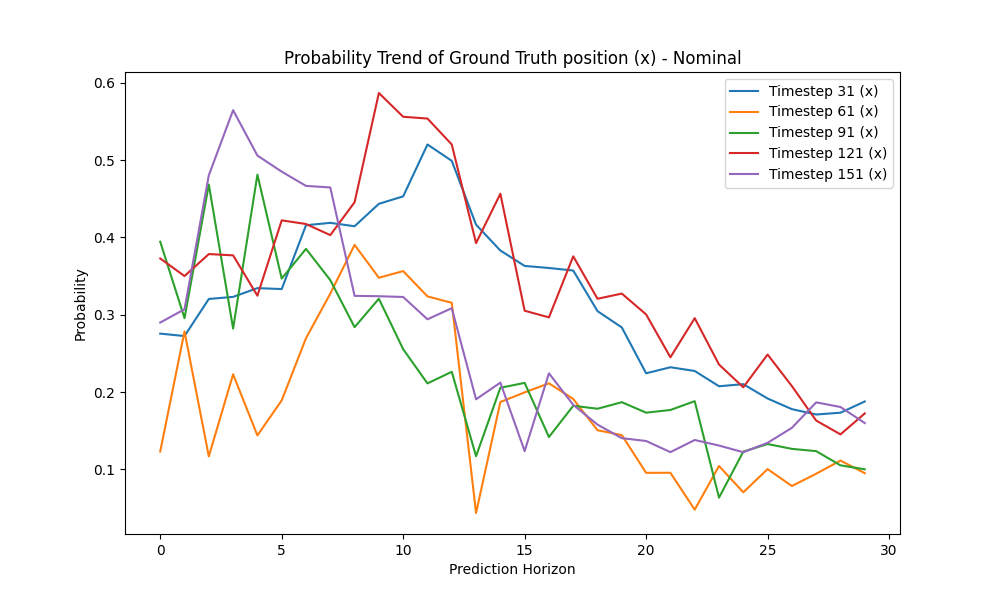 Probability Trend of Ground Truth position (x) - Nominal
Timestep 31 (x)
Timestep 61 (x)
Timestep 91 (x)
Timestep 121 (x)
Timestep 151 (x)
Probability
0.6
0.5
0.4
0.3
0.2
0.1
0 5 10 15 20 25 30
Prediction Horizon